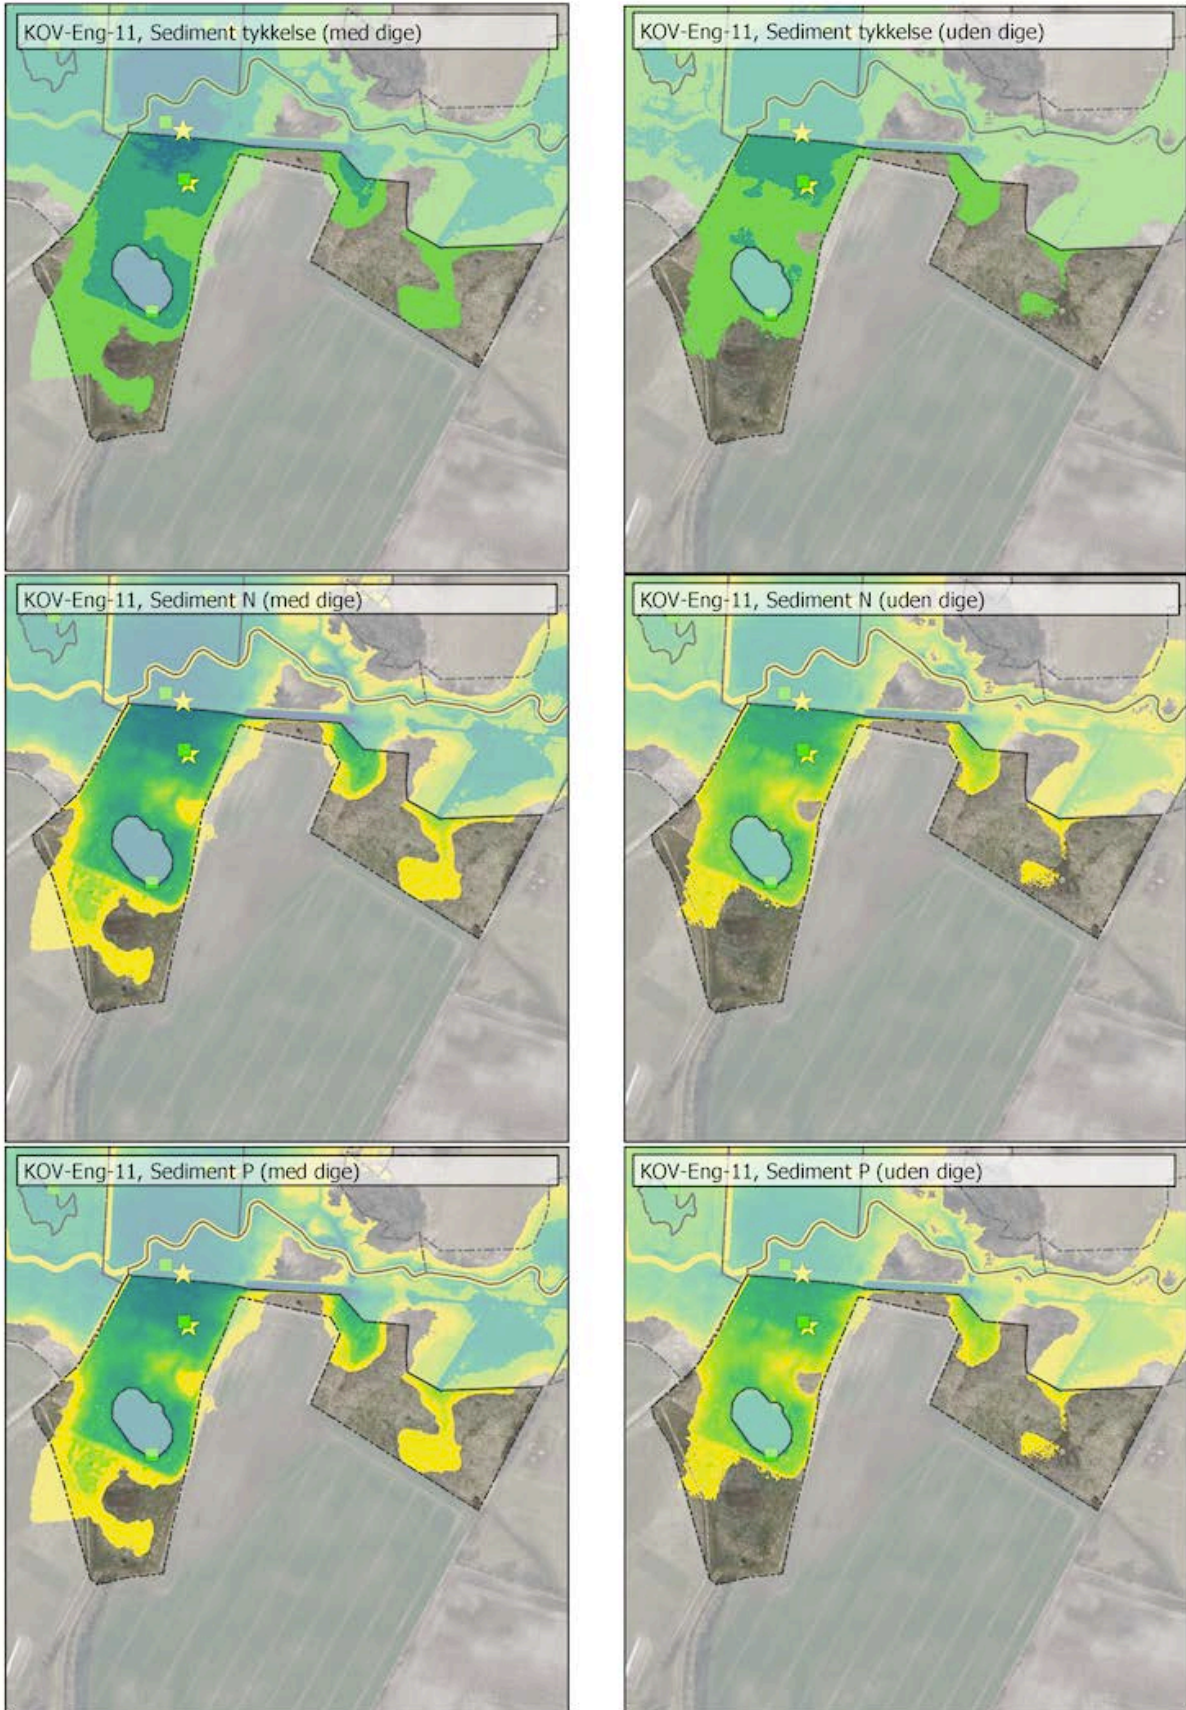 KOV-Eng-11, Sediment tykkelse (med dige)
KOV-Eng-11, Sediment tykkelse (uden dige)
KOV-Eng-11, Sediment N (med dige)
KOV-Eng-11, Sediment N (uden dige)
KOV-Eng-11, Sediment P (med dige)
KOV-Eng-11, Sediment P (uden dige)